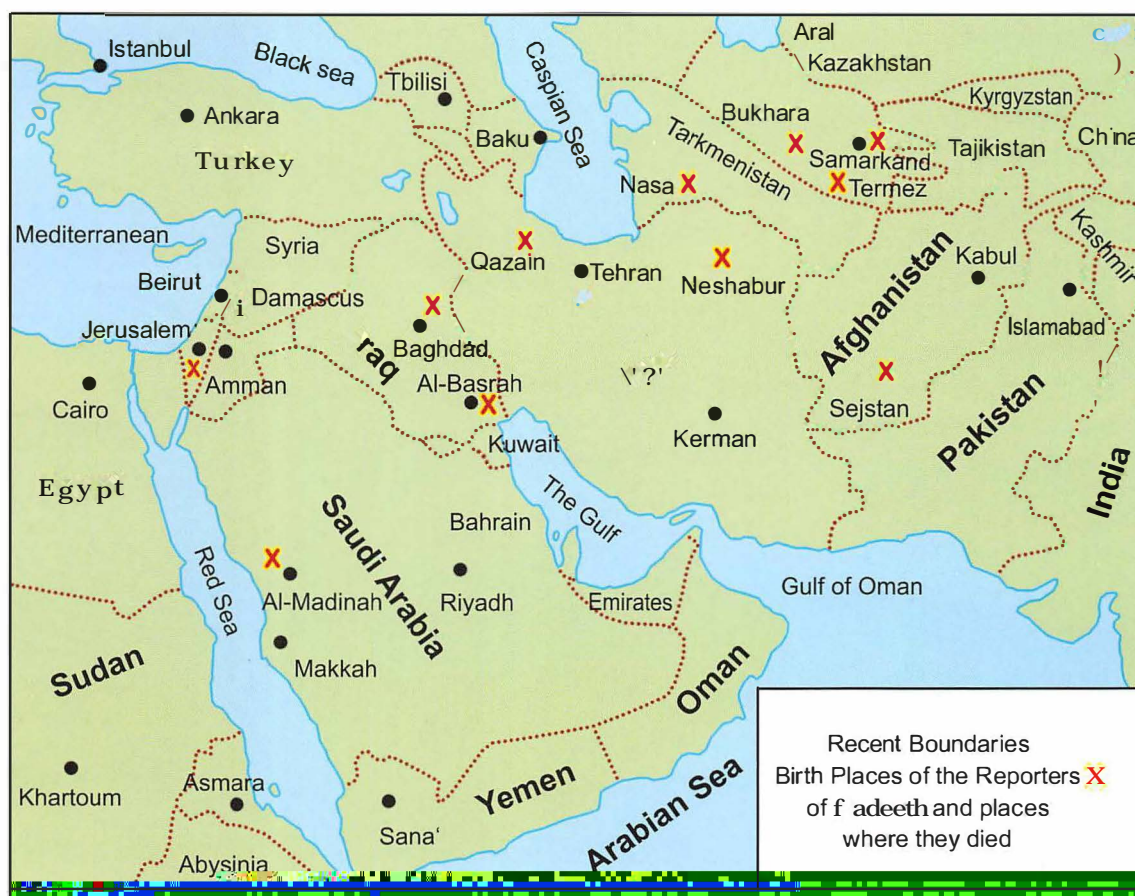 Istanbul
Black sea
Caspian Sea
Aral
Kazakhstan
c
) .
Tbilisi
Kyrgyzstan
Ankara
Bukhara
Baku
China
Turkey
Tarkmenistan
X
X
Samarkand
Tajikistan
Nasa X
X
Termez
Mediterranean
Syria
X
Qazain
Tehran
X
Neshabur
Afghanistan
Kabul
Kashmir
Beirut
i Damascus
X
Islamabad
Jerusalem
Baghdad
raq
X
Amman
\' ?'
X
!
Al-Basrah
X
Sejstan
Cairo
Kerman
Pakistan
Kuwait
India
Egypt
The Gulf
Saudi Arabia
Bahrain
Red Sea
X
Al-Madinah
Riyadh
Emirates
Gulf of Oman
Sudan
Makkah
Oman
Recent Boundaries
Birth Places of the Reporters X
of f adeeth and places
where they died
Khartoum
Asmara
Sana‘
Yemen
Arabian Sea
Abysinia